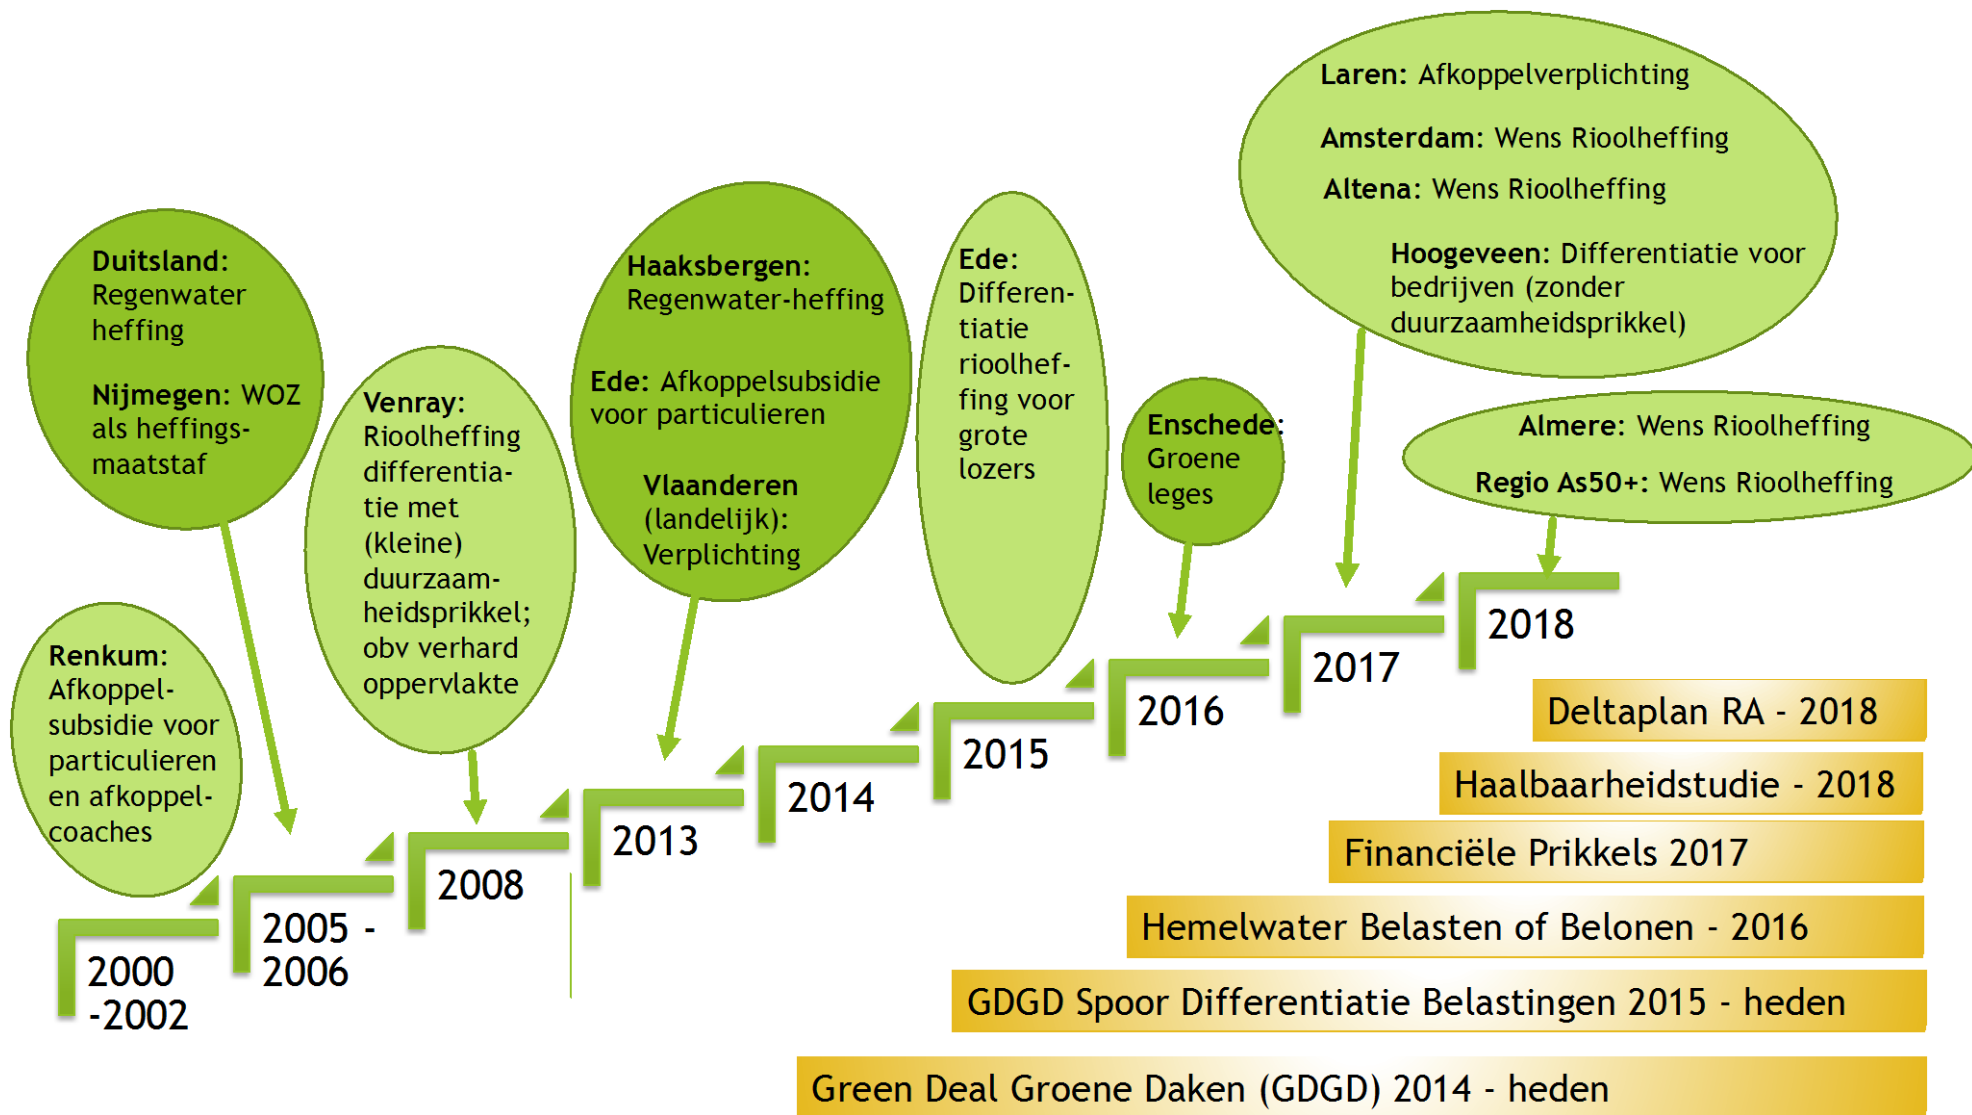 Renkum:
Afkoppel-
subsidie voor
particulieren
en afkoppel-
coaches
Duitsland:
Regenwater
heffing
Nijmegen: WOZ
als heffings-
maatstaf
Venray:
Rioolheffing
differentia-
tie met
(kleine)
duurzaam-
heidsprikkel;
obv verhard
oppervlakte
Haaksbergen:
Regenwater-heffing
Ede: Afkoppelsubsidie
voor particulieren
Vlaanderen
(landelijk):
Verplichting
Ede:
Differen-
tiatie
rioolhef-
fing voor
grote
lozers
Enschede:
Groene
leges
Laren: Afkoppelverplichting
Amsterdam: Wens Rioolheffing
Altena: Wens Rioolheffing
Hoogeveen: Differentiatie voor
bedrijven (zonder
duurzaamheidsprikkel)
Almere: Wens Rioolheffing
Regio As50+: Wens Rioolheffing
2000
-2002
2005 -
2006
2008
2013
2014
2015
2016
2017
2018
Deltaplan RA - 2018
Haalbaarheidstudie - 2018
Financiële Prikkels 2017
Hemelwater Belasten of Belonen - 2016
GDGD Spoor Differentiatie Belastingen 2015 - heden
Green Deal Groene Daken (GDGD) 2014 - heden